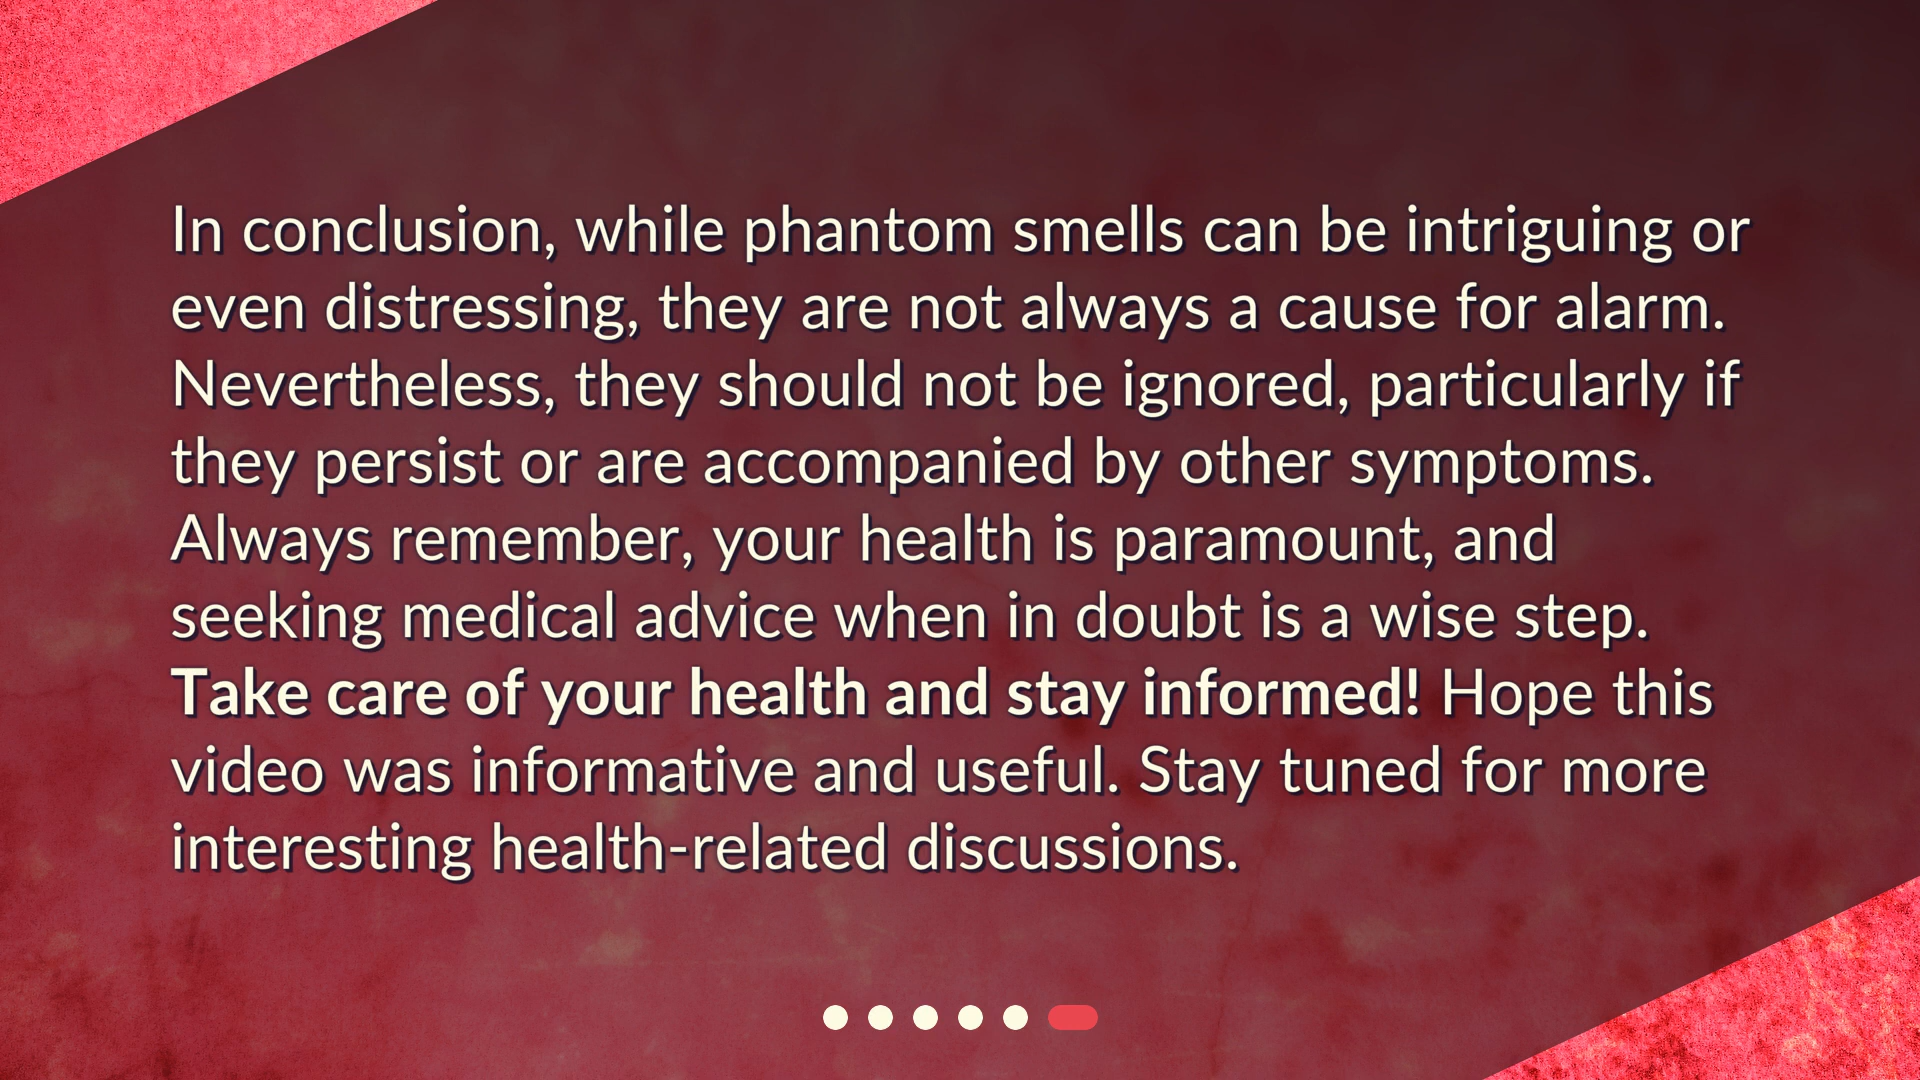 In conclusion, while phantom smells can be intriguing or
even distressing, they are not always a cause for alarm.
Nevertheless, they should not be ignored, particularly if
they persist or are accompanied by other symptoms.
Always remember, your health is paramount, and
seeking medical advice when in doubt is a wise step.
Take care of your health and stay informed! Hope this
video was informative and useful. Stay tuned for more
interesting health-related discussions.